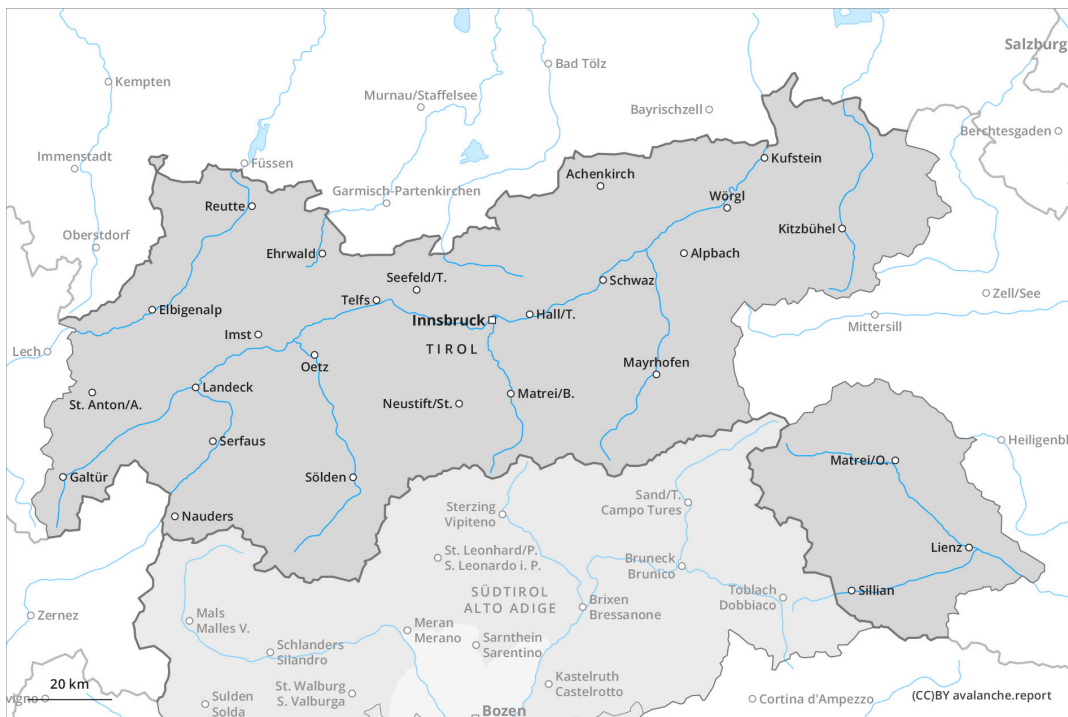 Salzburg
Kempten
Bad Tölz
Murnau/Staffelsee
Bayrischzell
Berchtesgaden
Immenstadt
Füssen
Kufstein
Achenkirch
Garmisch-Partenkirchen
Reutte
Wörgl
Oberstdorf
Kitzbühel
Ehrwald
Alpbach
Seefeld/T.
Schwaz
Zell/See
Telfs
Elbigenalp
Innsbruck
Hall/T.
Mittersill
Imst
TIROL
Lech
Oetz
Mayrhofen
Landeck
Matrei/B.
St. Anton/A.
Neustift/St.
Serfaus
Heiligenbl
Matrei/O.
Galtür
Sölden
Sand/T.
Campo Tures
Sterzing
Vipiteno
Nauders
Lienz
St. Leonhard/P.
S. Leonardo i. P.
Bruneck
Brunico
SÜDTIROL
ALTO ADIGE
Toblach
Dobbiaco
Sillian
Brixen
Bressanone
Zernez
Mals
Malles V.
Meran
Merano
Sarnthein
Sarentino
Schlanders
Silandro
Kastelruth
Castelrotto
20 km
vigno
St. Walburg
S. Valburga
Sulden
Solda
Cortina d'Ampezzo
(CC)BY avalanche.report
Bozen